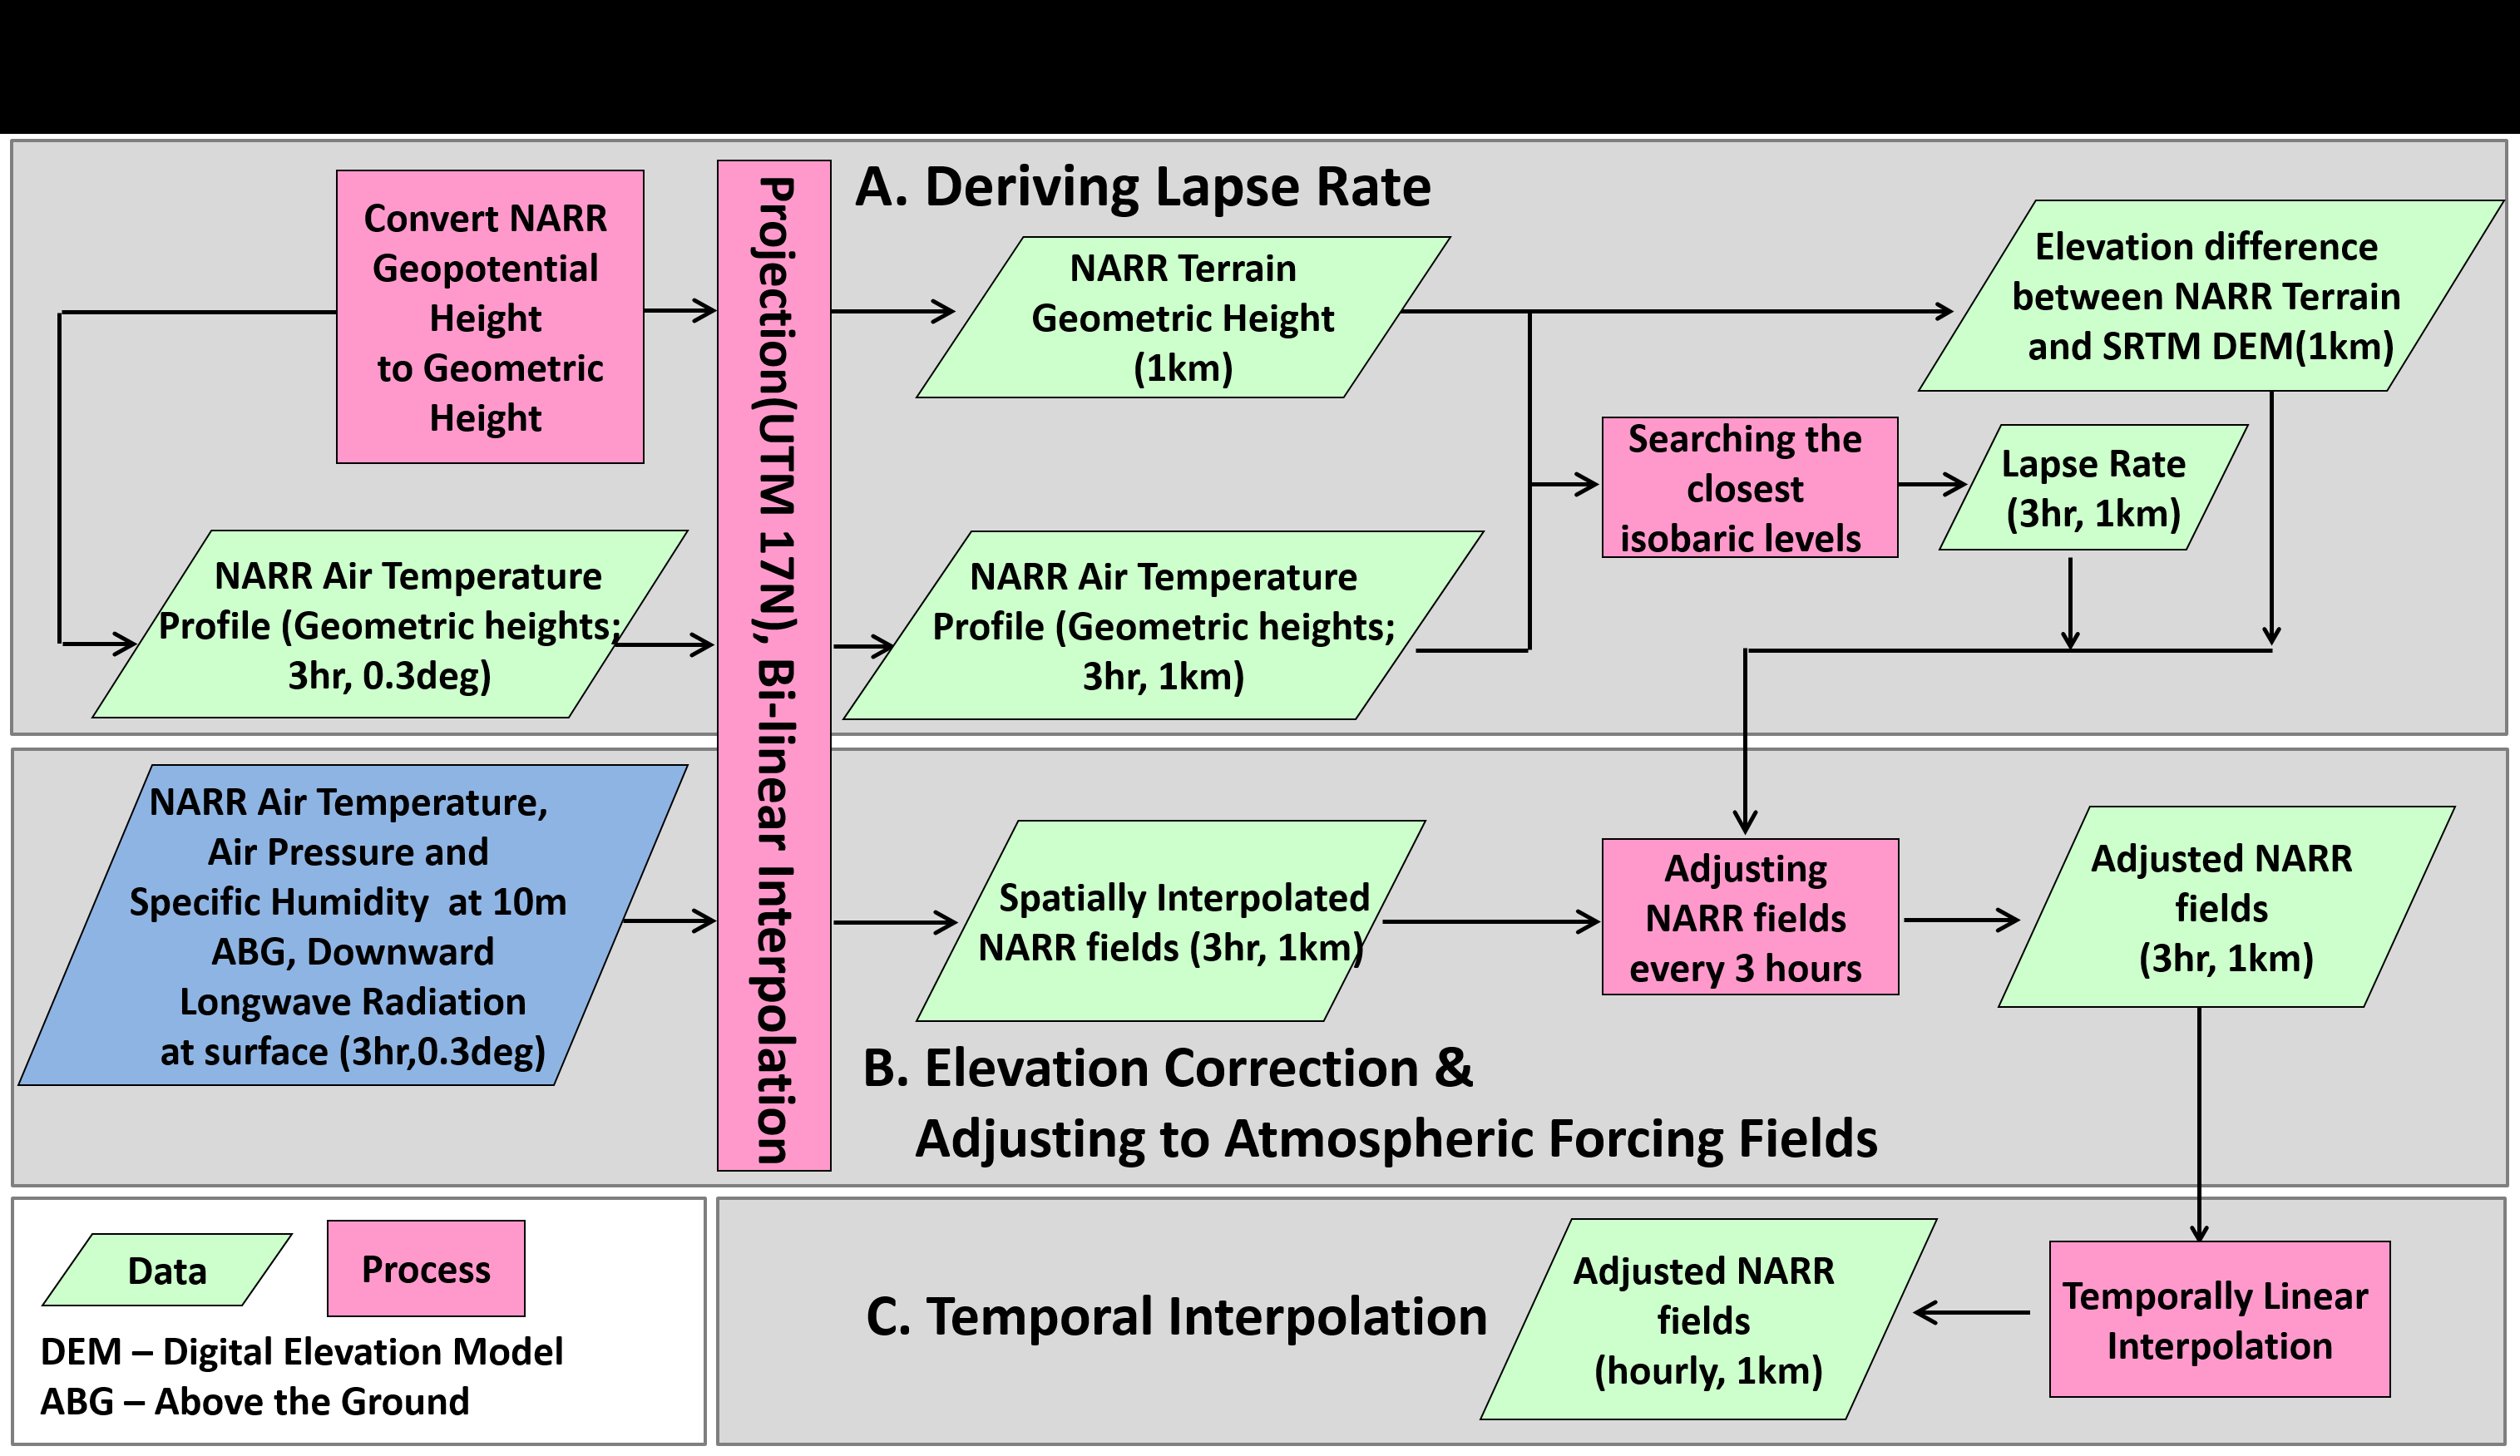 A. Deriving Lapse Rate
Convert NARR
Geopotential
Height
to Geometric
Height
Projection(UTM 17N), Bi-linear Interpolation
NARR Terrain
Geometric Height
(1km)
Elevation difference
between NARR Terrain
and SRTM DEM(1km)
Searching the
closest
isobaric levels
Lapse Rate
(3hr, 1km)
NARR Air Temperature
Profile (Geometric heights;
3hr, 0.3deg)
NARR Air Temperature
Profile (Geometric heights;
3hr, 1km)
NARR Air Temperature,
Air Pressure and
Specific Humidity at 10m
ABG, Downward
Longwave Radiation
at surface (3hr,0.3deg)
Spatially Interpolated
NARR fields (3hr, 1km)
Adjusting
NARR fields
every 3 hours
Adjusted NARR
fields
(3hr, 1km)
B. Elevation Correction &
Adjusting to Atmospheric Forcing Fields
Data
Process
DEM – Digital Elevation Model
ABG – Above the Ground
C. Temporal Interpolation
Adjusted NARR
fields
(hourly, 1km)
Temporally Linear
Interpolation